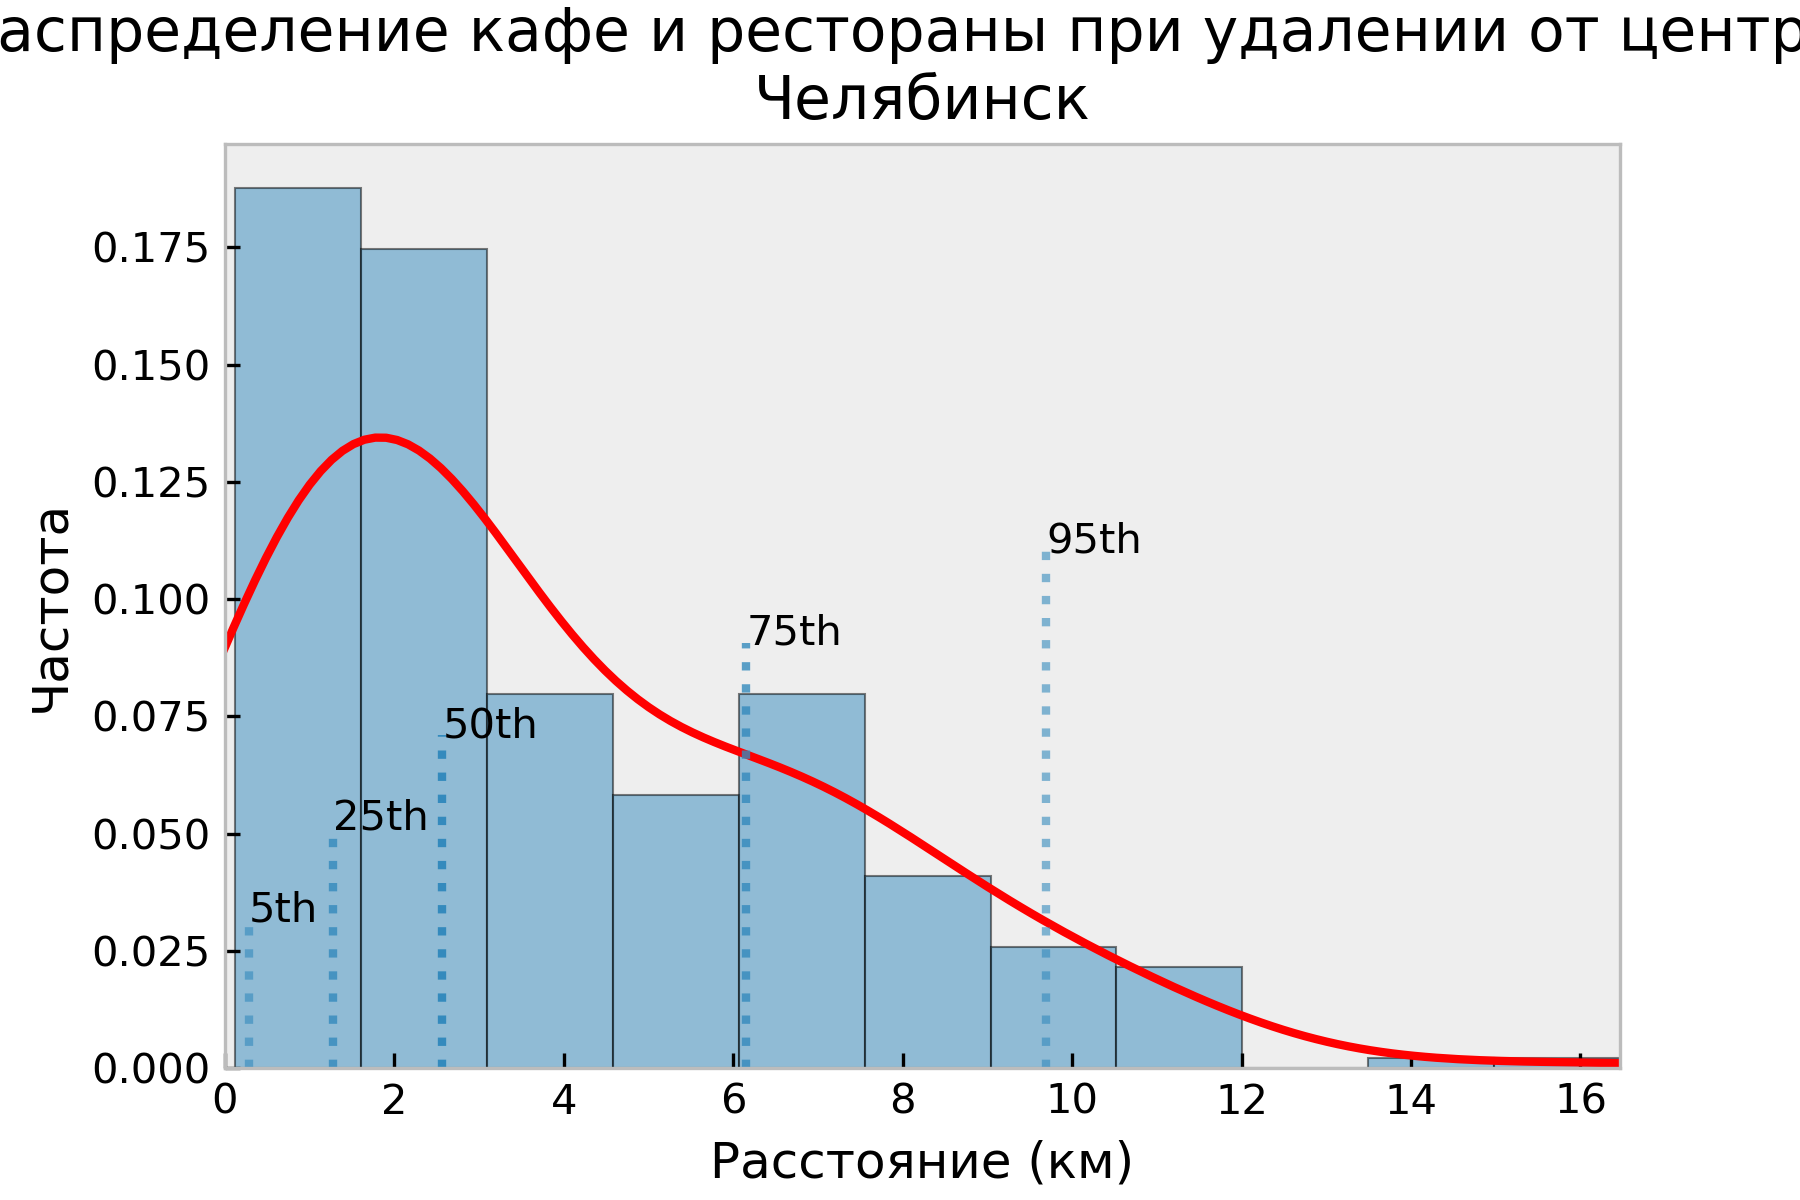 аспределение кафе и рестораны при удалении от центр
Челябинск
Частота
0.175
0.150
0.125
0.100
0.075
0.050
0.025
0.000
95th
75th
50th
25th
5th
0 2 4 6 8 10 12 14 16
Расстояние (км)